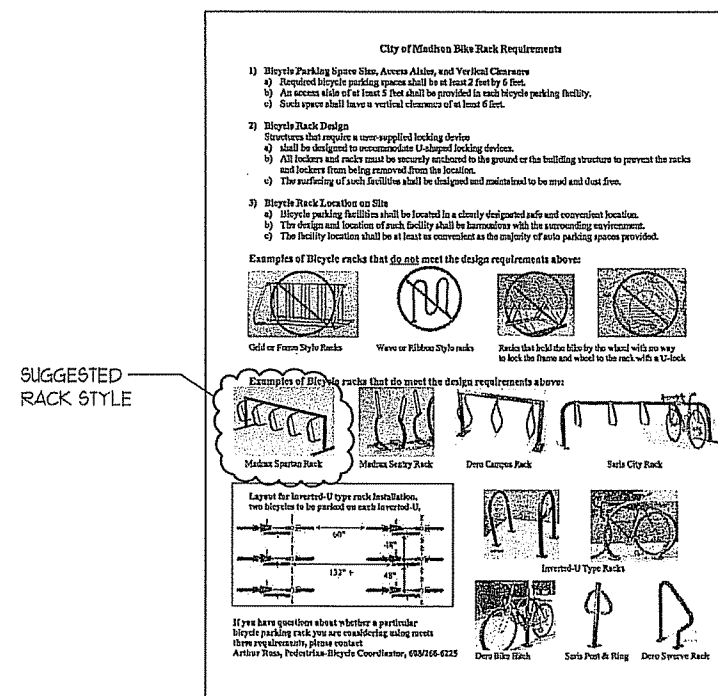 City of Madison Bike Rack Requirements
1) Bicycle Parking Space Size, Access Aisles, and Vertical Clearance
a) Required bicycle parking spaces shall be at least 2 feet by 6 feet.
b) An access aisle of at least 5 feet shall be provided in each bicycle parking facility.
c) Such space shall have a vertical clearance of at least 6 feet.
2) Bicycle Rack Design
Structures that require a user-supplied locking device
a) shall be designed to accommodate U-shaped locking devices.
b) All lockers and racks must be securely anchored to the ground or the building structure to prevent the racks
and lockers from being removed from the location.
c) The surfacing of such facilities shall be designed and maintained to be mud and dust free.
3) Bicycle Rack Location on Site
a) Bicycle parking facilities shall be located in a clearly designated safe and convenient location.
b) The design and location of such facility shall be harmonious with the surrounding environment.
c) The facility location shall be at least as convenient as the majority of auto parking spaces provided.
Examples of Bicycle racks that do not meet the design requirements above:
Grid or Fence Style Racks
Wave or Ribbon Style racks
Racks that hold the bike by the wheel with no way
to lock the frame and wheel to the rack with a U-lock
SUGGESTED
RACK STYLE
Examples of Bicycle racks that do meet the design requirements above:
Madrax Spartan Rack
Madrax Sentry Rack
Dero Campus Rack
Saris City Rack
Layout for Inverted-U type rack installation,
two bicycles to be parked on each Inverted-U.
60"
48"
132" +
48"
Inverted-U Type Racks
If you have questions about whether a particular
bicycle parking rack you are considering using meets
these requirements, please contact
Arthur Ross, Pedestrian-Bicycle Coordinator, 608/266-6225
Dero Bike Hitch
Saris Post & Ring
Dero Swerve Rack